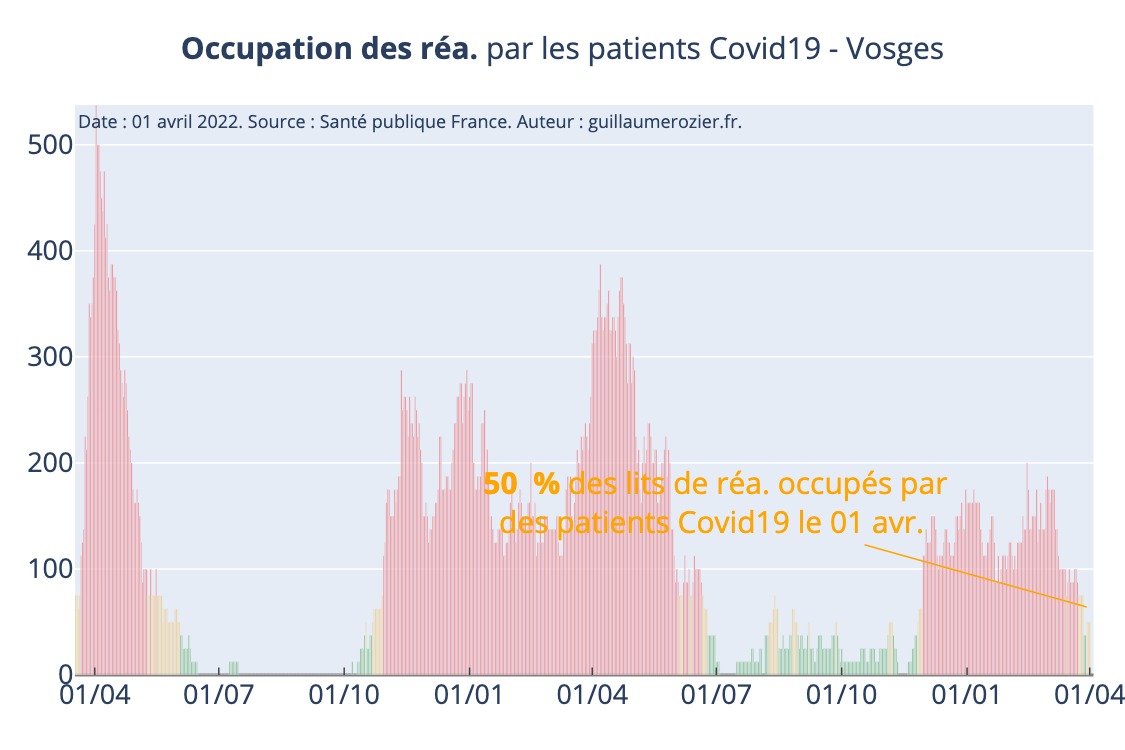 Occupation des réa. par les patients Covid19 - Vosges
Date : 01 avril 2022. Source : Santé publique France. Auteur : guillaumerozier.fr.
500
400
300
200
100
0
50 % des lits de réa. occupés par
des patients Covid19 le 01 avr.
01/04 01/07 01/10 01/01 01/04 01/07 01/10 01/01 01/04